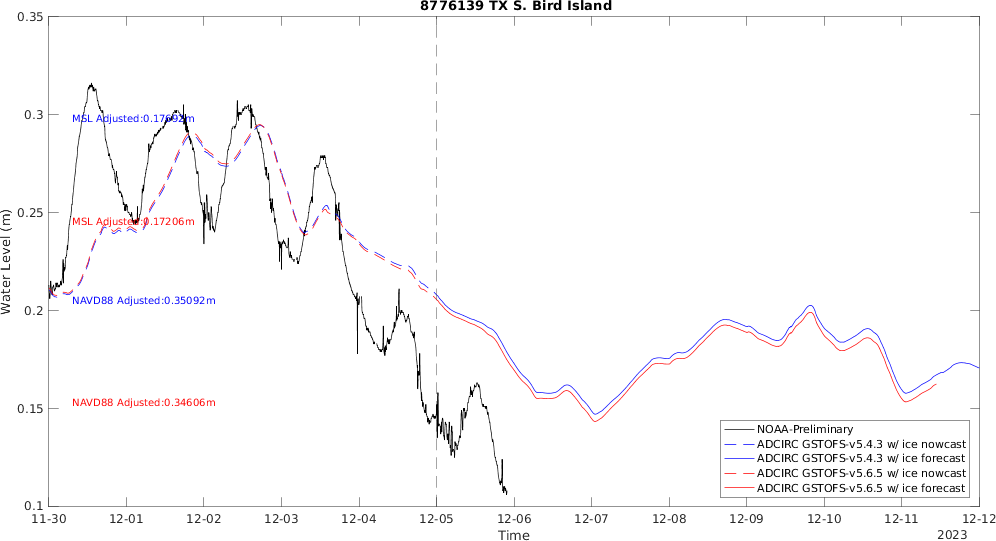 8776139 TX S. Bird Island
0.35
0.3
0.25
0.2
0.15
0.1
Water Level (m)
MSL Adjusted:0.17692m
MSL Adjusted:0.17206m
NAVD88 Adjusted:0.35092m
NAVD88 Adjusted:0.34606m
NOAA-Preliminary
ADCIRC GSTOFS-v5.4.3 w/ ice nowcast
ADCIRC GSTOFS-v5.4.3 w/ ice forecast
ADCIRC GSTOFS-v5.6.5 w/ ice nowcast
ADCIRC GSTOFS-v5.6.5 w/ ice forecast
11-30 12-01 12-02 12-03 12-04 12-05 12-06 12-07 12-08 12-09 12-10 12-11 12-12
Time
2023